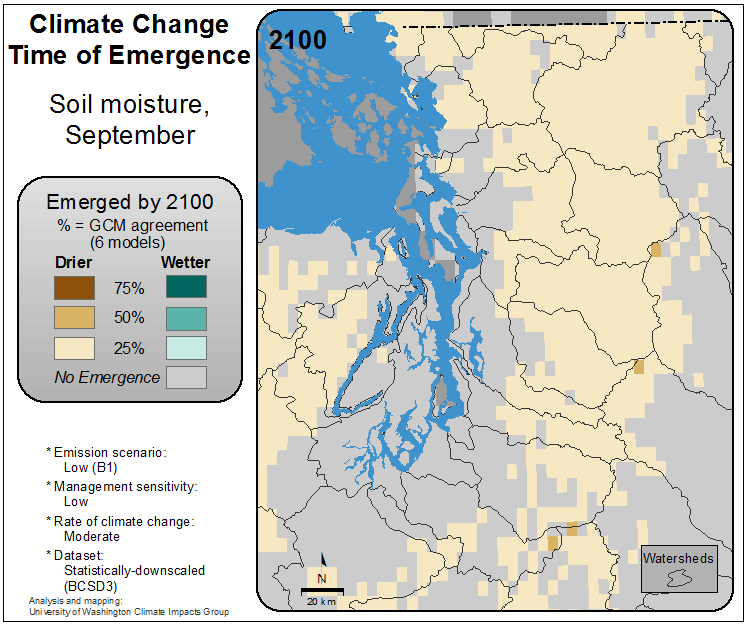 Climate Change
Time of Emergence
Soil moisture,
September
Emerged by 2100
% = GCM agreement
(6 models)
Drier Wetter
75%
50%
25%
No Emergence
* Emission scenario:
Low (B1)
* Management sensitivity:
Low
* Rate of climate change:
Moderate
* Dataset:
Statistically-downscaled
(BCSD3)
Analysis and mapping:
University of Washington Climate Impacts Group
2100
N
20 km
Watersheds